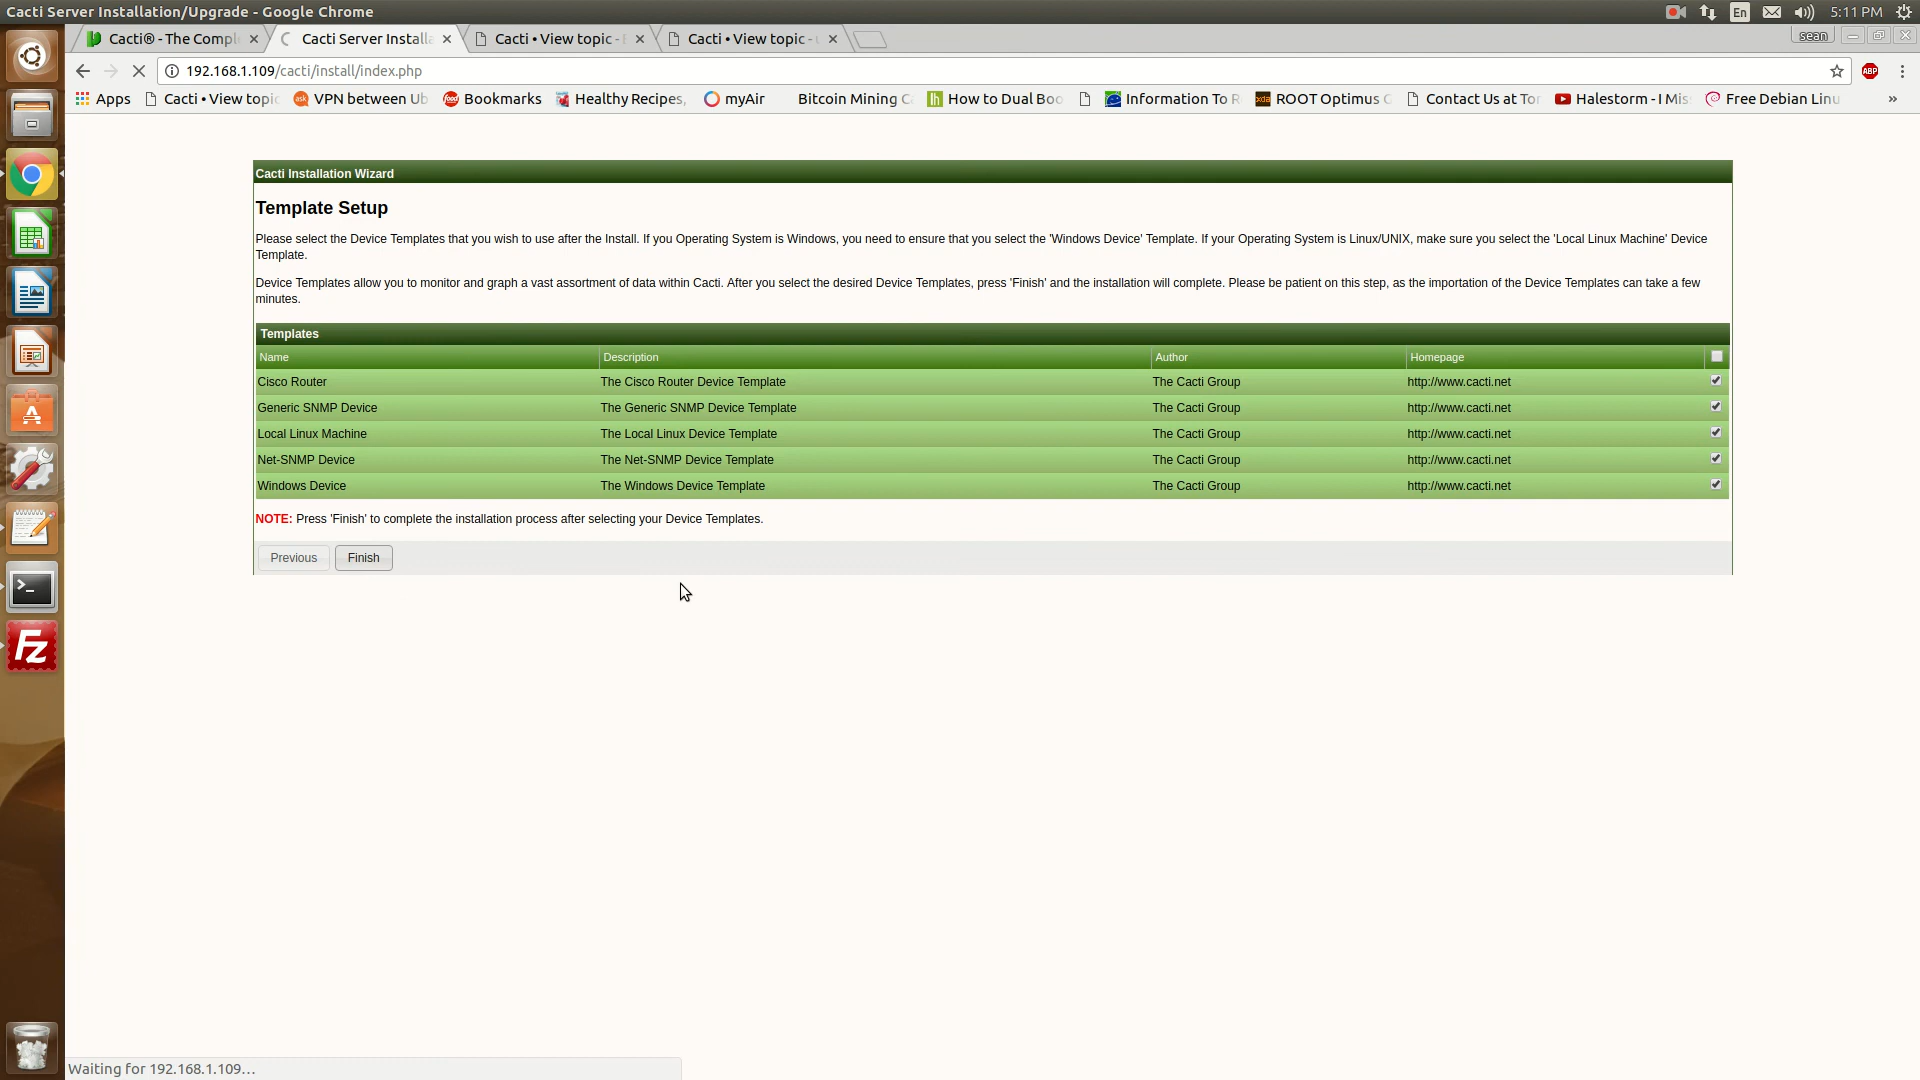 Cacti Server Installation/Upgrade - Google Chrome
En
5:11 PM
Cacti® - The Compl
Cacti Server Install
Cacti • View topic -
Cacti • View topic -
sean
192.168.1.109/cacti/install/index.php
ABP
Apps
Cacti • View topic
VPN between Ub
Bookmarks
Healthy Recipes,
myAir
Bitcoin Mining C
How to Dual Boo
Information To R
ROOT Optimus G
Contact Us at Tor
Halestorm - I Mis
Free Debian Linu
»
Cacti Installation Wizard
Template Setup
Please select the Device Templates that you wish to use after the Install. If you Operating System is Windows, you need to ensure that you select the 'Windows Device' Template. If your Operating System is Linux/UNIX, make sure you select the 'Local Linux Machine' Device
Template.
Device Templates allow you to monitor and graph a vast assortment of data within Cacti. After you select the desired Device Templates, press 'Finish' and the installation will complete. Please be patient on this step, as the importation of the Device Templates can take a few
minutes.
Templates
Name Description Author Homepage
Cisco Router The Cisco Router Device Template The Cacti Group http://www.cacti.net
Generic SNMP Device The Generic SNMP Device Template The Cacti Group http://www.cacti.net
Local Linux Machine The Local Linux Device Template The Cacti Group http://www.cacti.net
Net-SNMP Device The Net-SNMP Device Template The Cacti Group http://www.cacti.net
Windows Device The Windows Device Template The Cacti Group http://www.cacti.net
NOTE: Press 'Finish' to complete the installation process after selecting your Device Templates.
Previous Finish
Waiting for 192.168.1.109...